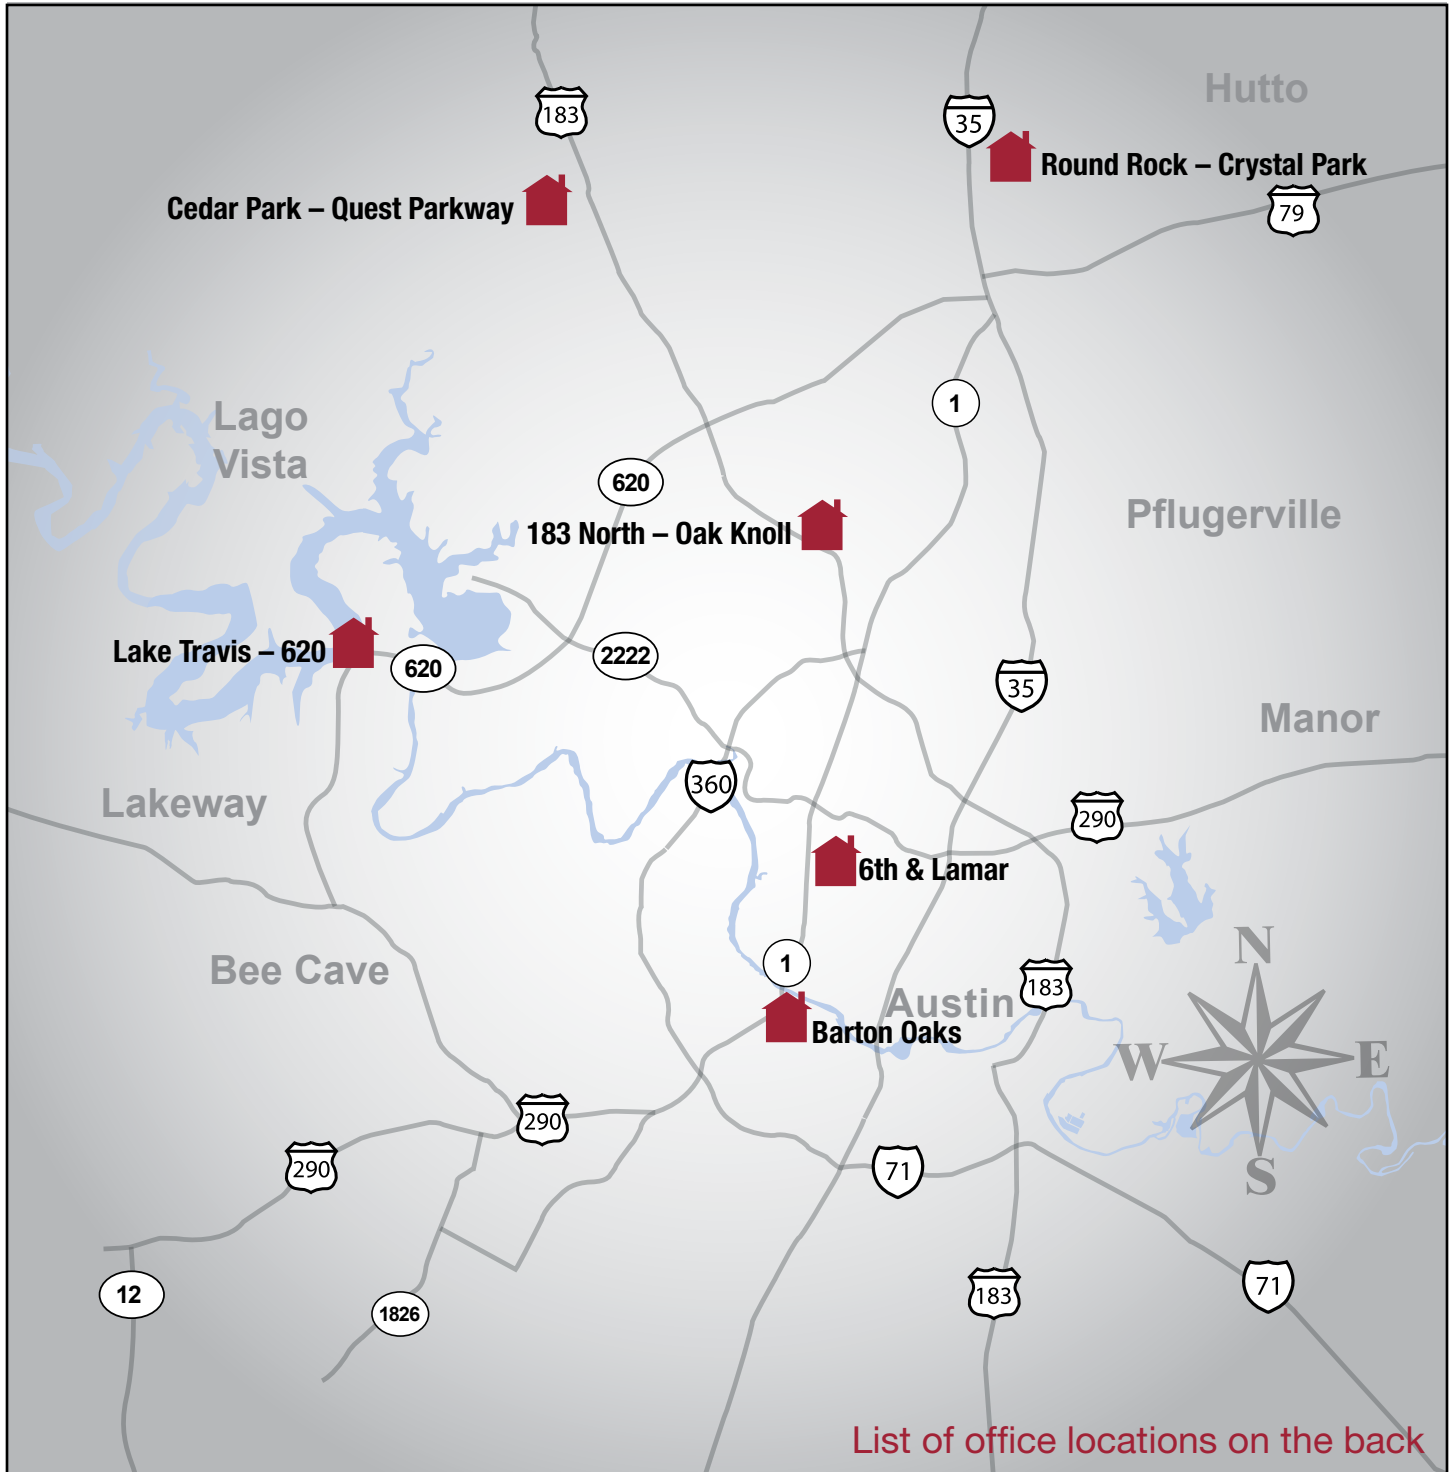 Hutto
183
35
Round Rock – Crystal Park
Cedar Park – Quest Parkway
79
Lago
Vista
1
620
Pflugerville
183 North – Oak Knoll
Lake Travis – 620
620
2222
35
Manor
360
Lakeway
290
6th & Lamar
N
1
Bee Cave
183
Austin
Barton Oaks
W
E
290
290
71
S
12
1826
183
71
List of office locations on the back